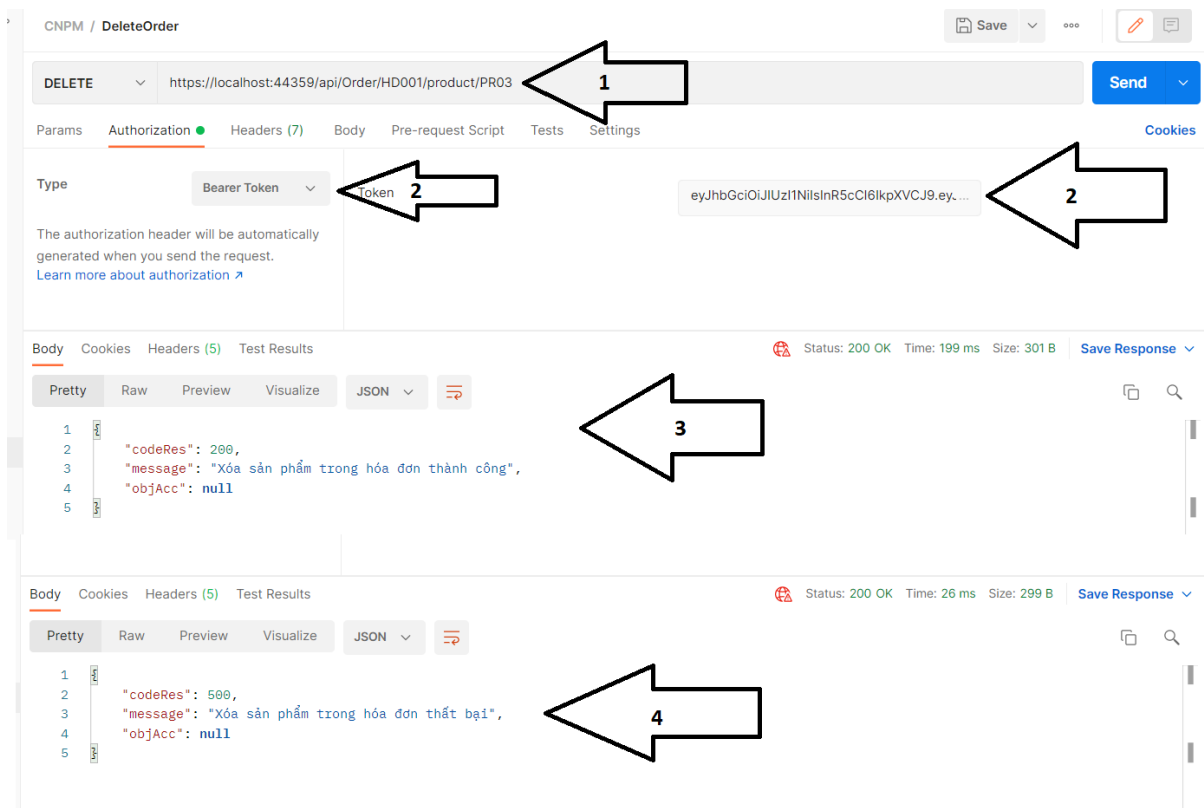 CNPM / DeleteOrder
Save
DELETE
https://localhost:44359/api/Order/HD001/product/PR03
1
Send
Params Authorization Headers (7) Body Pre-request Script Tests Settings
Cookies
Type
Bearer Token
2
Token
2
The authorization header will be automatically
generated when you send the request.
Learn more about authorization ↗
Body Cookies Headers (5) Test Results
Status: 200 OK Time: 199 ms Size: 301 B Save Response
Pretty Raw Preview Visualize JSON
3
1 {
2 "codeRes": 200,
3 "message": "Xóa sản phẩm trong hóa đơn thành công",
4 "objAcc": null
5 }
Body Cookies Headers (5) Test Results
Status: 200 OK Time: 26 ms Size: 299 B Save Response
Pretty Raw Preview Visualize JSON
4
1 {
2 "codeRes": 500,
3 "message": "Xóa sản phẩm trong hóa đơn thất bại",
4 "objAcc": null
5 }